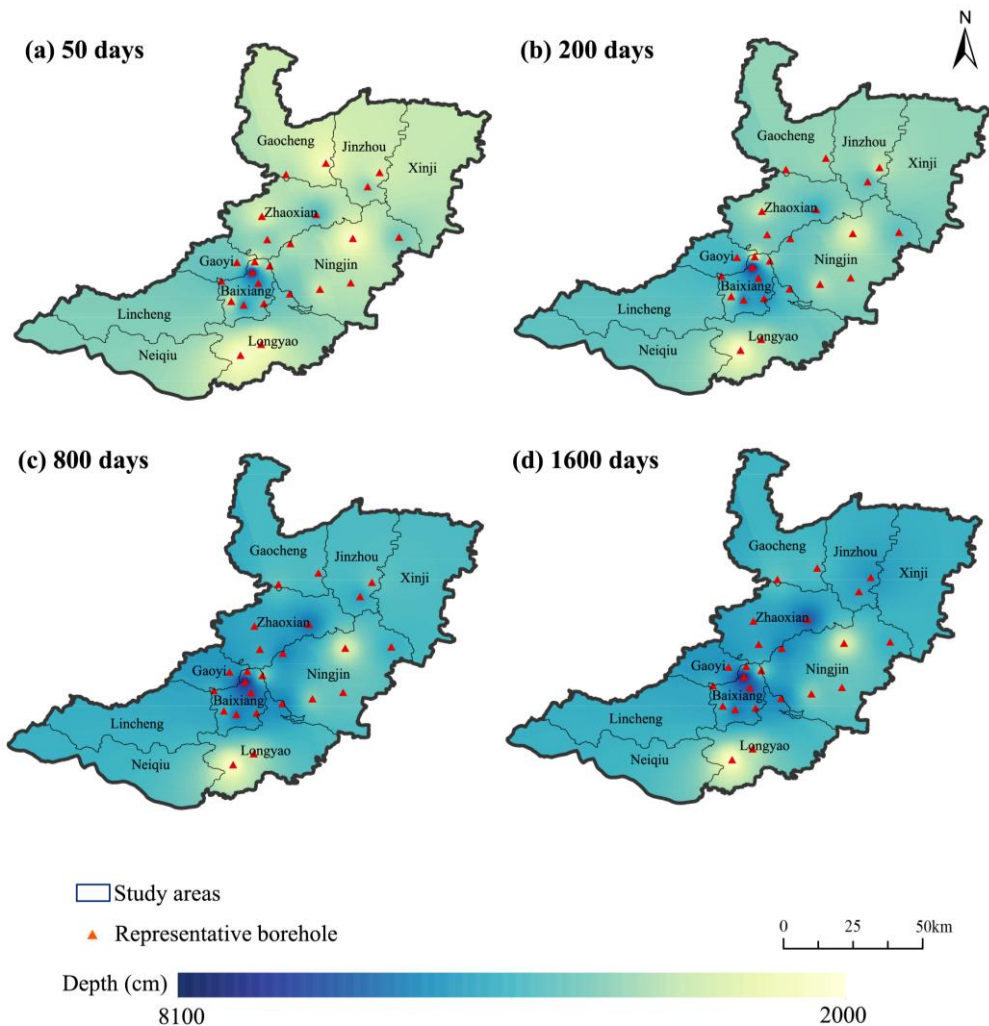 N
(a) 50 days
(b) 200 days
Gaocheng
Jinzhou
Xinji
Zhaoxian
Gaoyi
Ningjin
Baixiang
Lincheng
Longyao
Neiqiu
Gaocheng
Jinzhou
Xinji
Zhaoxian
Gaoyi
Ningjin
Baixiang
Lincheng
Longyao
Neiqiu
(c) 800 days
(d) 1600 days
Gaocheng
Jinzhou
Xinji
Zhaoxian
Gaoyi
Ningjin
Baixiang
Lincheng
Longyao
Neiqiu
Gaocheng
Jinzhou
Xinji
Zhaoxian
Gaoyi
Ningjin
Baixiang
Lincheng
Longyao
Neiqiu
Study areas
Representative borehole
0 25 50km
Depth (cm)
8100 2000